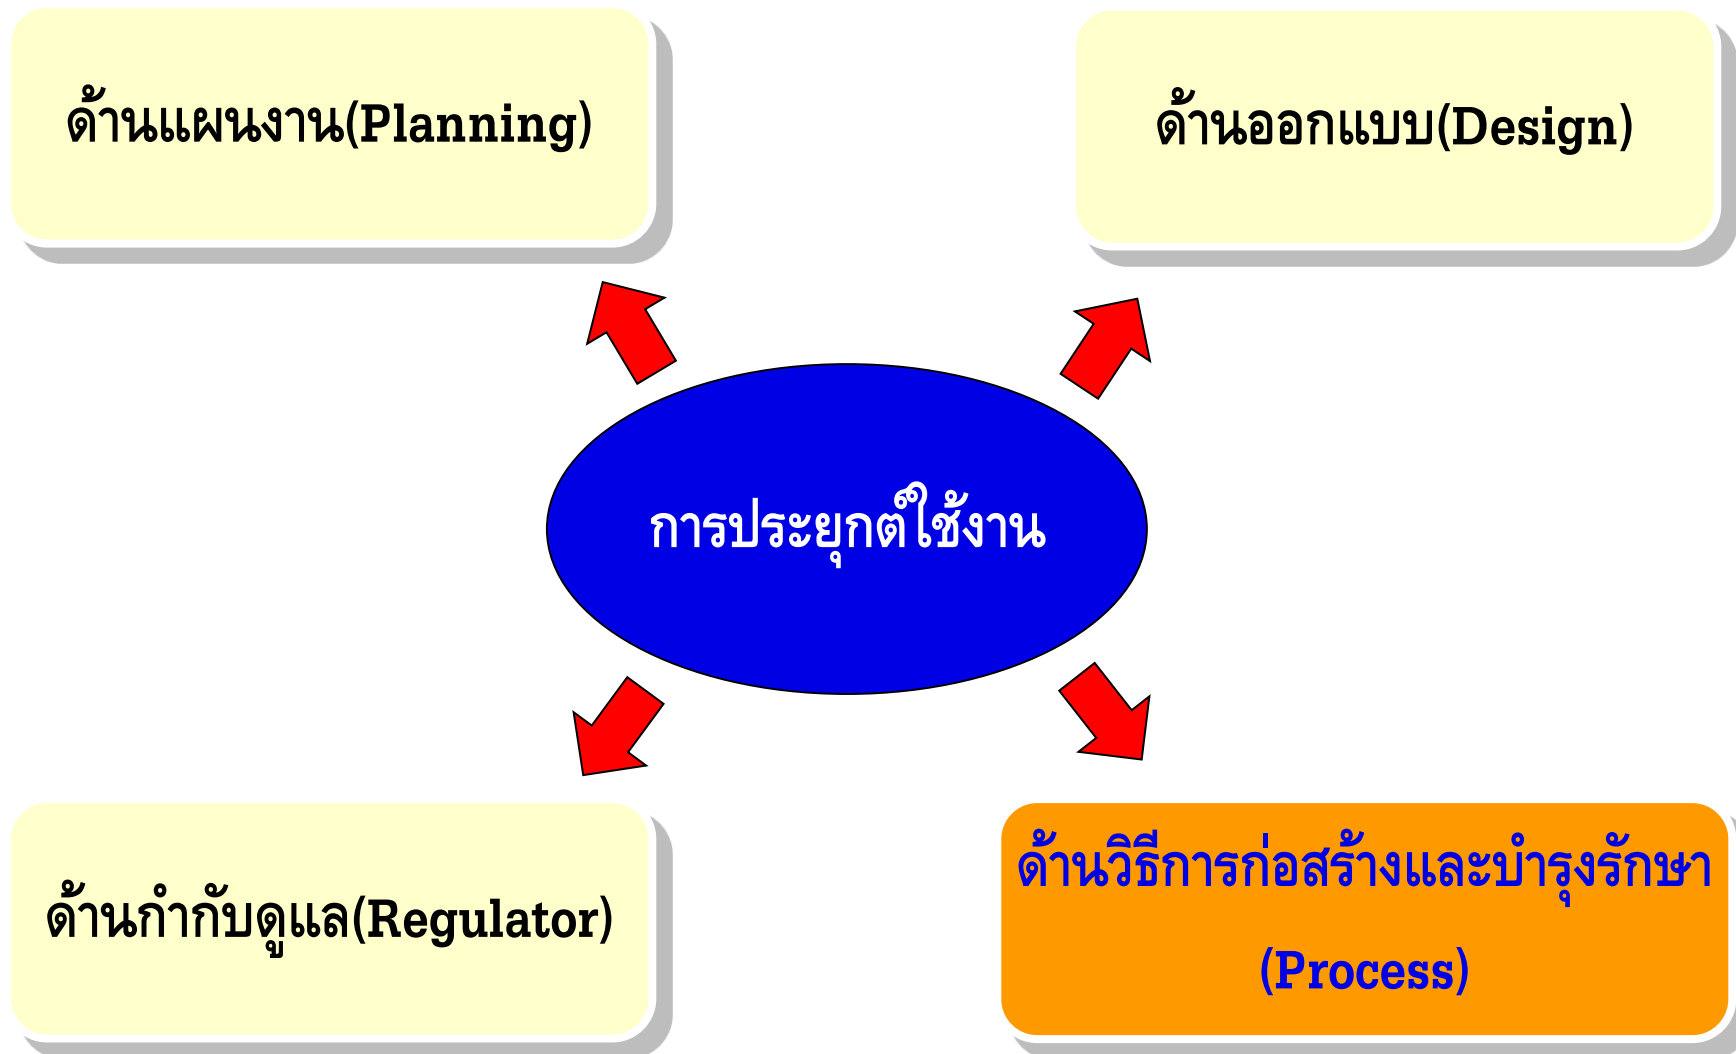 ด้านแผนงาน(Planning)
ด้านออกแบบ(Design)
การประยุกต์ใช้งาน
ด้านกำกับดูแล(Regulator)
ด้านวิธีการก่อสร้างและบำรุงรักษา
(Process)